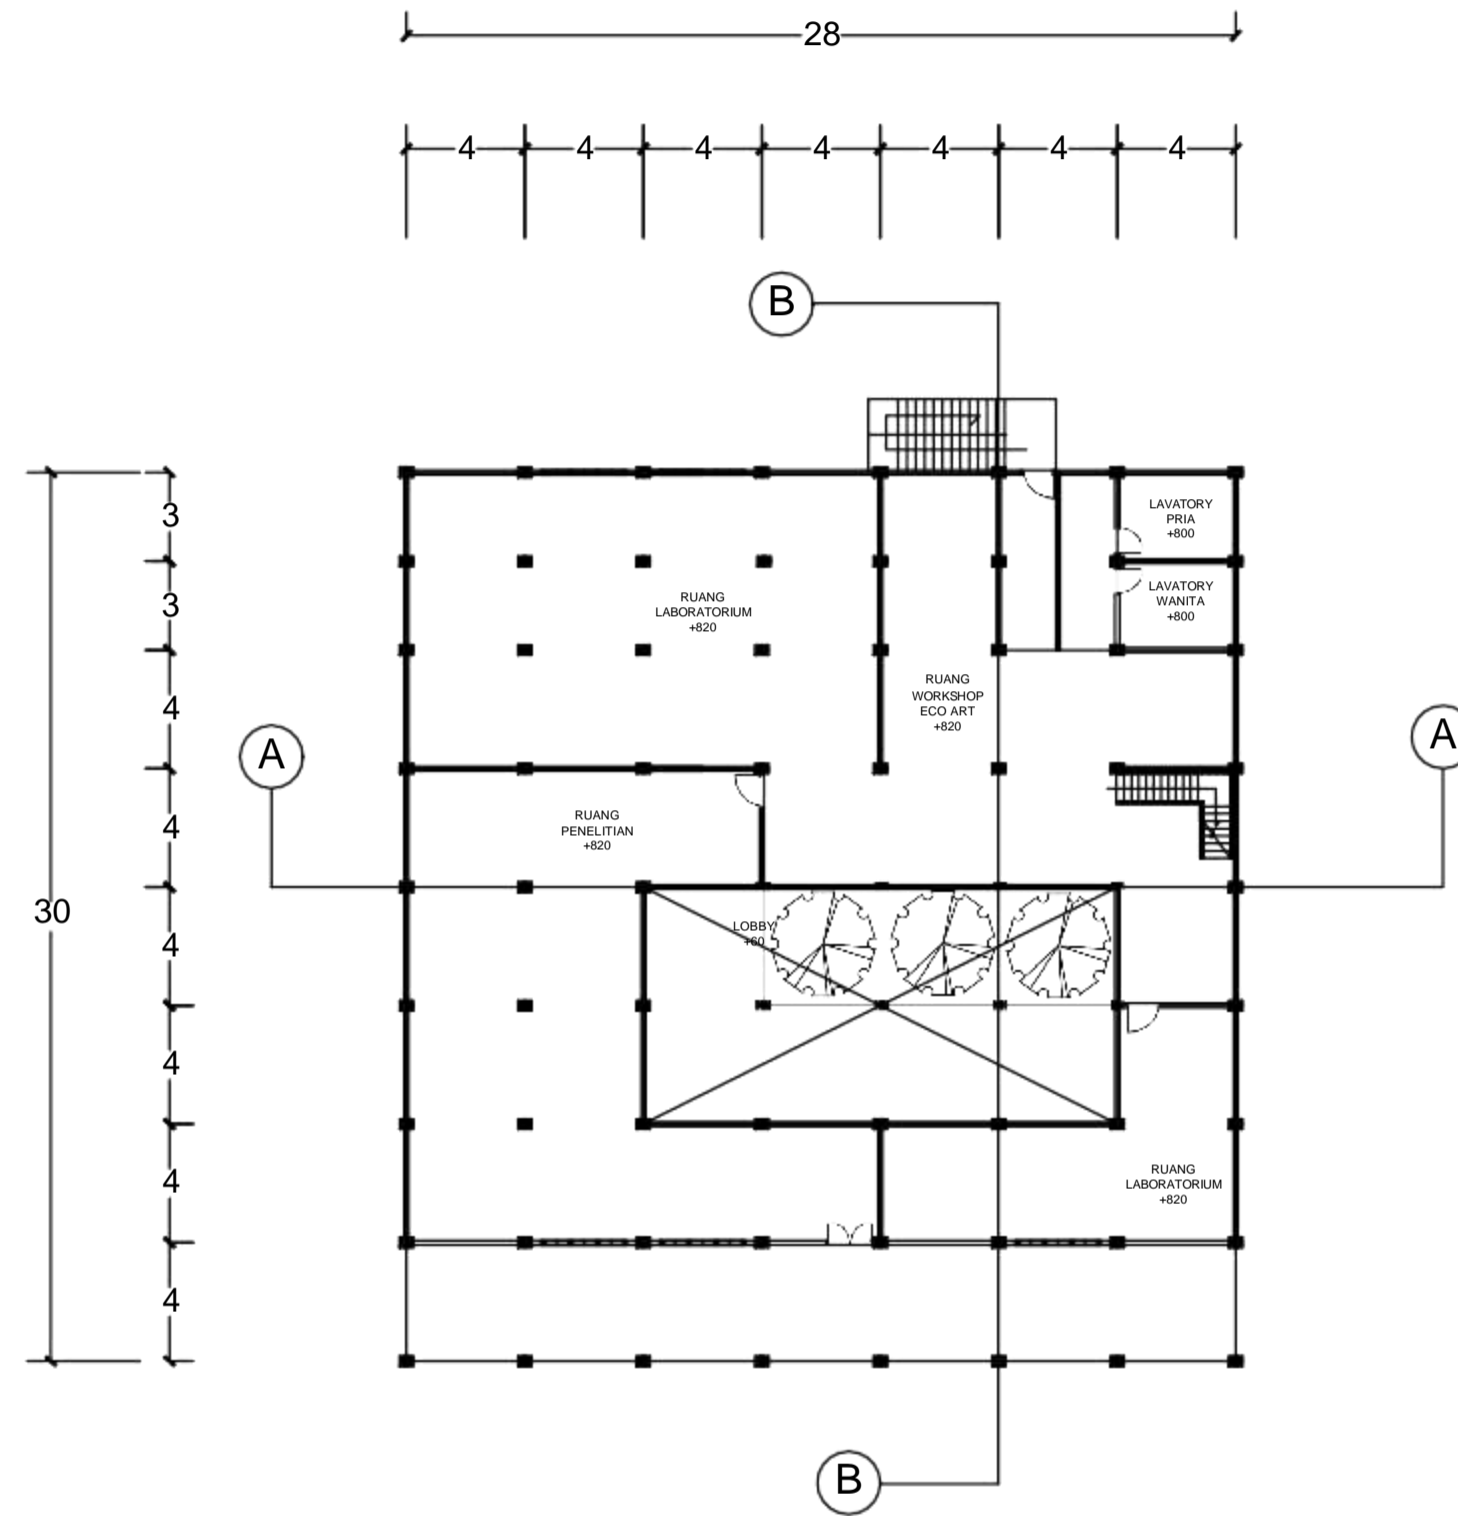 28
4 4 4 4 4 4 4
B
3
LAVATORY
PRIA
+800
3
LAVATORY
WANITA
+800
RUANG
LABORATORIUM
+820
4
RUANG
WORKSHOP
ECO ART
+820
A
A
4
RUANG
PENELITIAN
+820
30
4
LOBBY
+60
4
4
RUANG
LABORATORIUM
+820
4
B